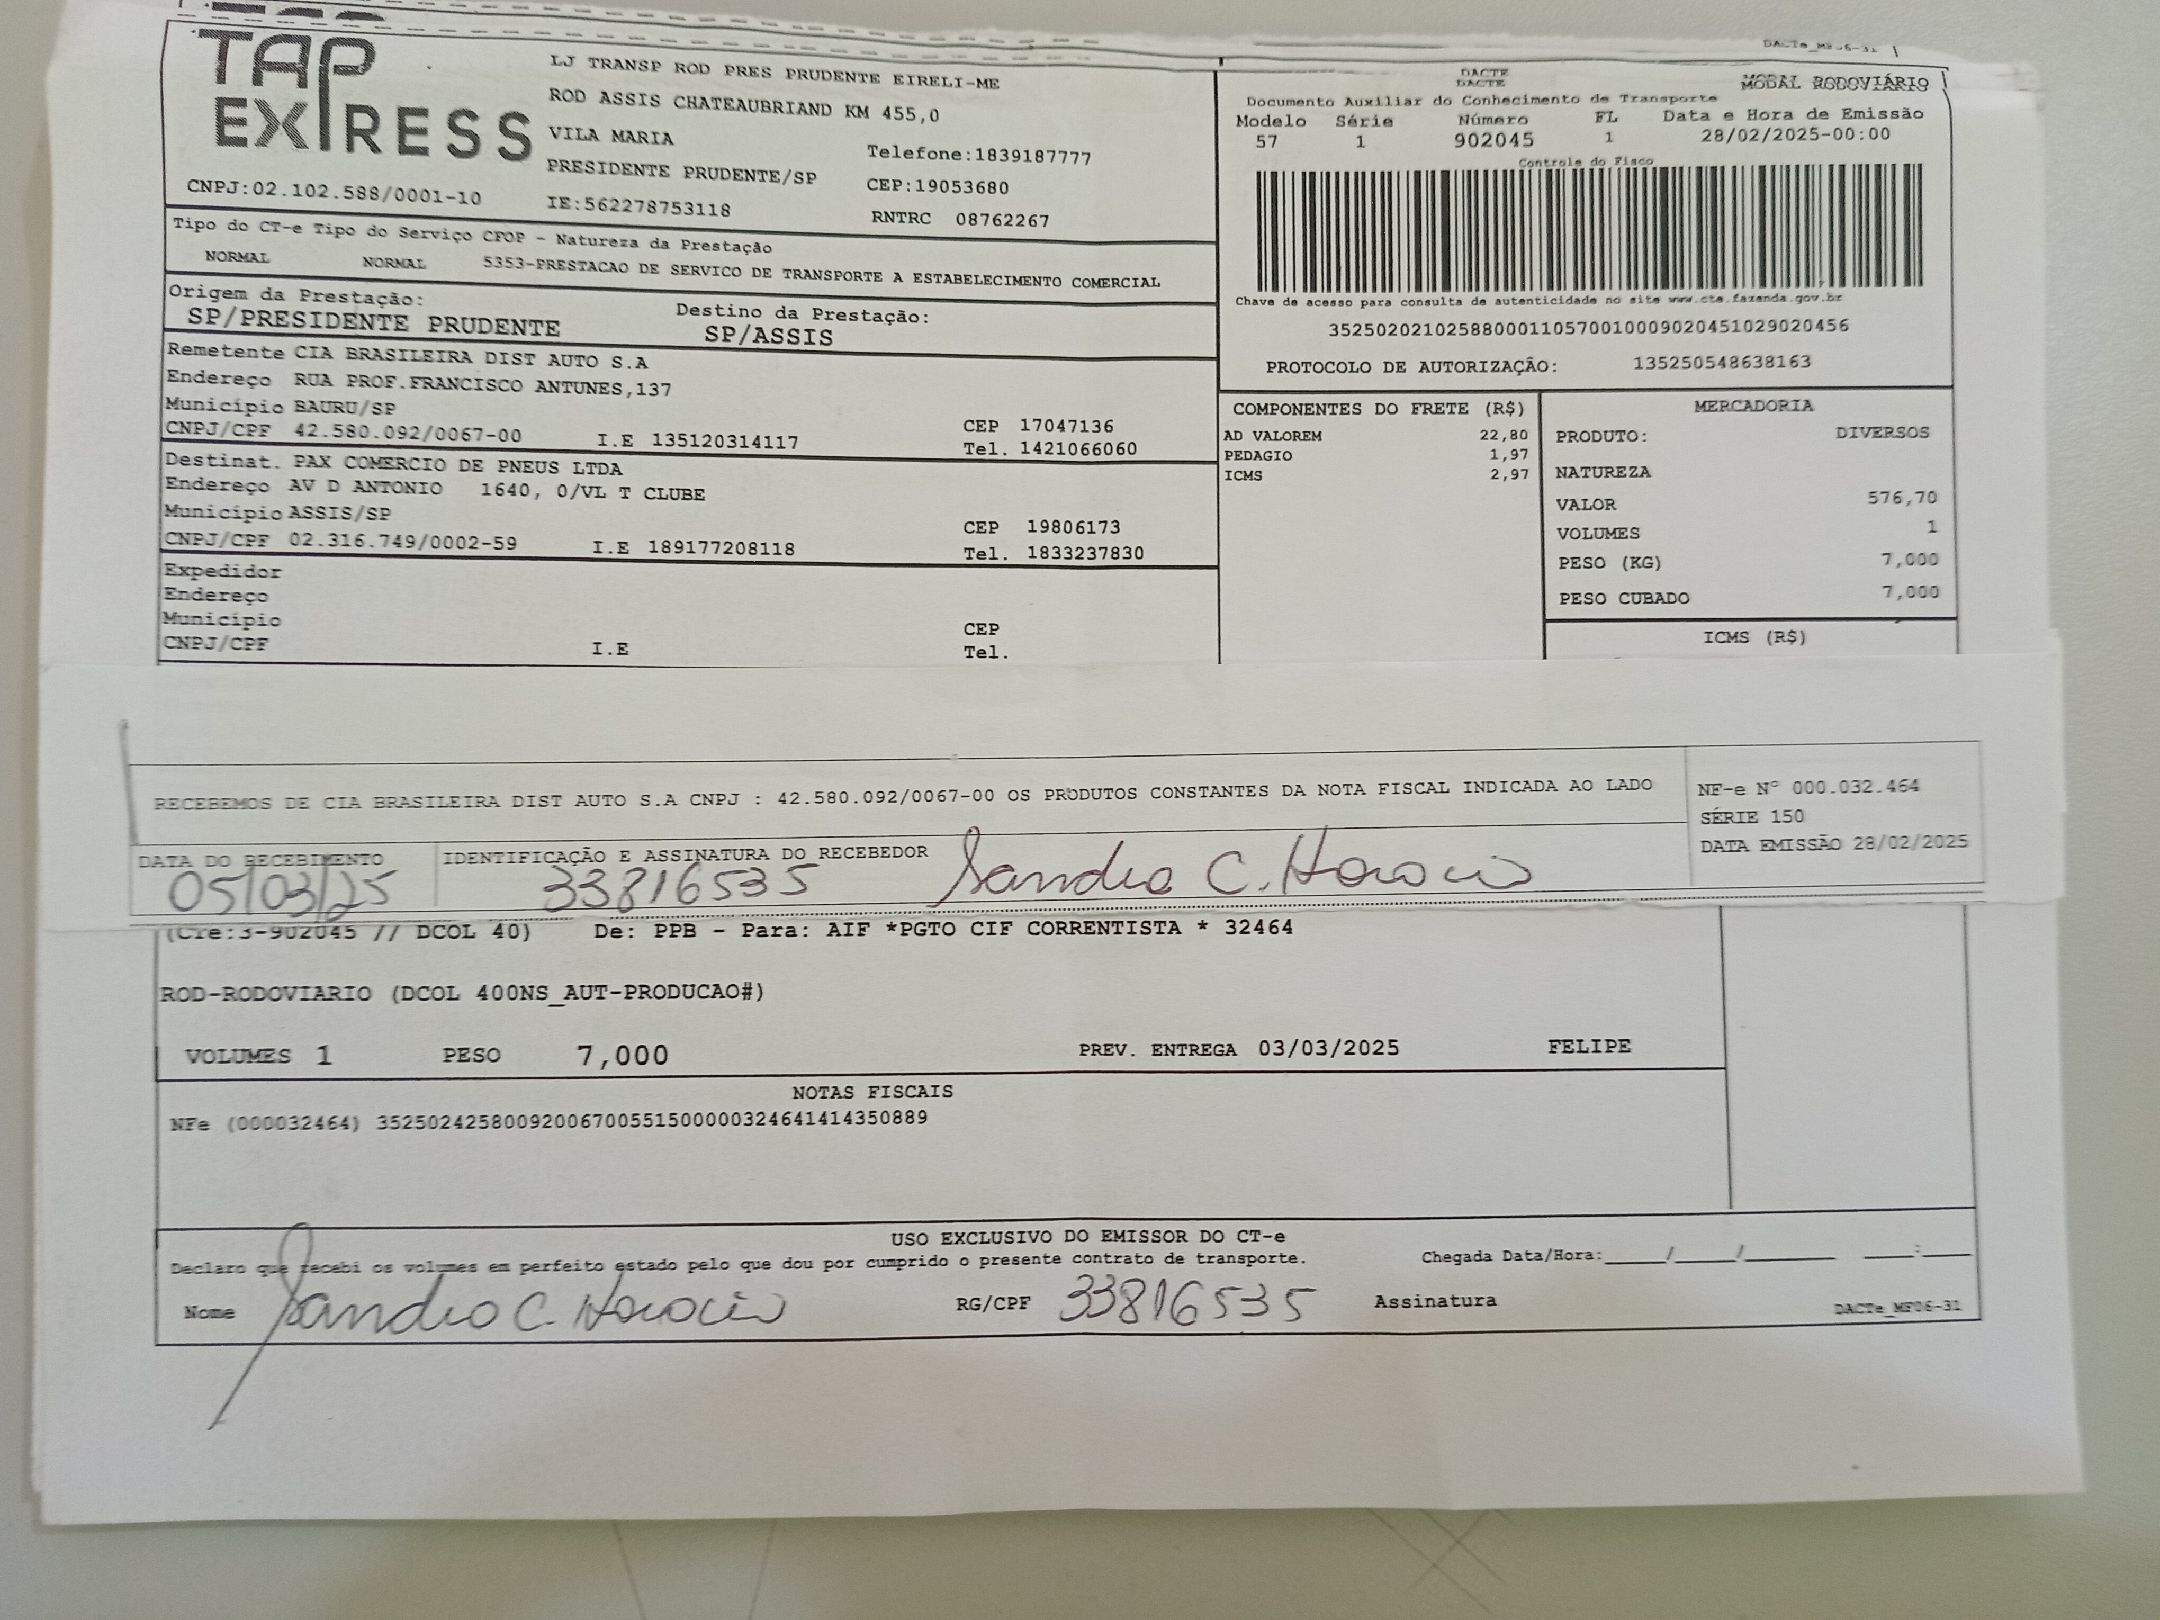 TAP
EXPRESS
CNPJ:02.102.588/0001-10
LJ TRANSP ROD PRES PRUDENTE EIRELI-ME
ROD ASSIS CHATEAUBRIAND KM 455,0
VILA MARIA
Telefone:1839187777
PRESIDENTE PRUDENTE/SP
CEP:19053680
IE:562278753118
RNTRC 08762267
DACTe_MF06-31
DACTE
DACTE
MODAL RODOVIÁRIO
Documento Auxiliar do Conhecimento de Transporte
Modelo Série Número FL Data e Hora de Emissão
57 1 902045 1 28/02/2025-00:00
Controle do Fisco
Chave de acesso para consulta de autenticidade no site www.cte.fazenda.gov.br
35250202102588000110570010009020451029020456
PROTOCOLO DE AUTORIZAÇÃO: 135250548638163
Tipo do CT-e Tipo do Serviço CFOP - Natureza da Prestação
NORMAL NORMAL 5353-PRESTACAO DE SERVICO DE TRANSPORTE A ESTABELECIMENTO COMERCIAL
Origem da Prestação: Destino da Prestação:
SP/PRESIDENTE PRUDENTE SP/ASSIS
Remetente CIA BRASILEIRA DIST AUTO S.A
Endereço RUA PROF.FRANCISCO ANTUNES,137
Município BAURU/SP CEP 17047136
CNPJ/CPF 42.580.092/0067-00 I.E 135120314117 Tel. 1421066060
Destinat. PAX COMERCIO DE PNEUS LTDA
Endereço AV D ANTONIO 1640, 0/VL T CLUBE
Município ASSIS/SP CEP 19806173
CNPJ/CPF 02.316.749/0002-59 I.E 189177208118 Tel. 1833237830
Expedidor
Endereço
Município CEP
CNPJ/CPF I.E Tel.
COMPONENTES DO FRETE (R$)
AD VALOREM 22,80
PEDAGIO 1,97
ICMS 2,97
MERCADORIA
PRODUTO: DIVERSOS
NATUREZA
VALOR 576,70
VOLUMES 1
PESO (KG) 7,000
PESO CUBADO 7,000
ICMS (R$)
RECEBEMOS DE CIA BRASILEIRA DIST AUTO S.A CNPJ : 42.580.092/0067-00 OS PRODUTOS CONSTANTES DA NOTA FISCAL INDICADA AO LADO
NF-e Nº 000.032.464
SÉRIE 150
DATA EMISSÃO 28/02/2025
DATA DO RECEBIMENTO IDENTIFICAÇÃO E ASSINATURA DO RECEBEDOR
05/03/25 33816535 Sandro C. Horacio
(Cre:3-902045 // DCOL 40) De: PPB - Para: AIF *PGTO CIF CORRENTISTA * 32464
ROD-RODOVIARIO (DCOL 400NS_AUT-PRODUCAO#)
VOLUMES 1 PESO 7,000 PREV. ENTREGA 03/03/2025 FELIPE
NOTAS FISCAIS
NFe (000032464) 35250242580092006700551500000324641414350889
USO EXCLUSIVO DO EMISSOR DO CT-e
Declaro que recebi os volumes em perfeito estado pelo que dou por cumprido o presente contrato de transporte. Chegada Data/Hora:____/____/______ ___:___
Nome Sandro C. Horacio RG/CPF 33816535 Assinatura DACTe_MF06-31